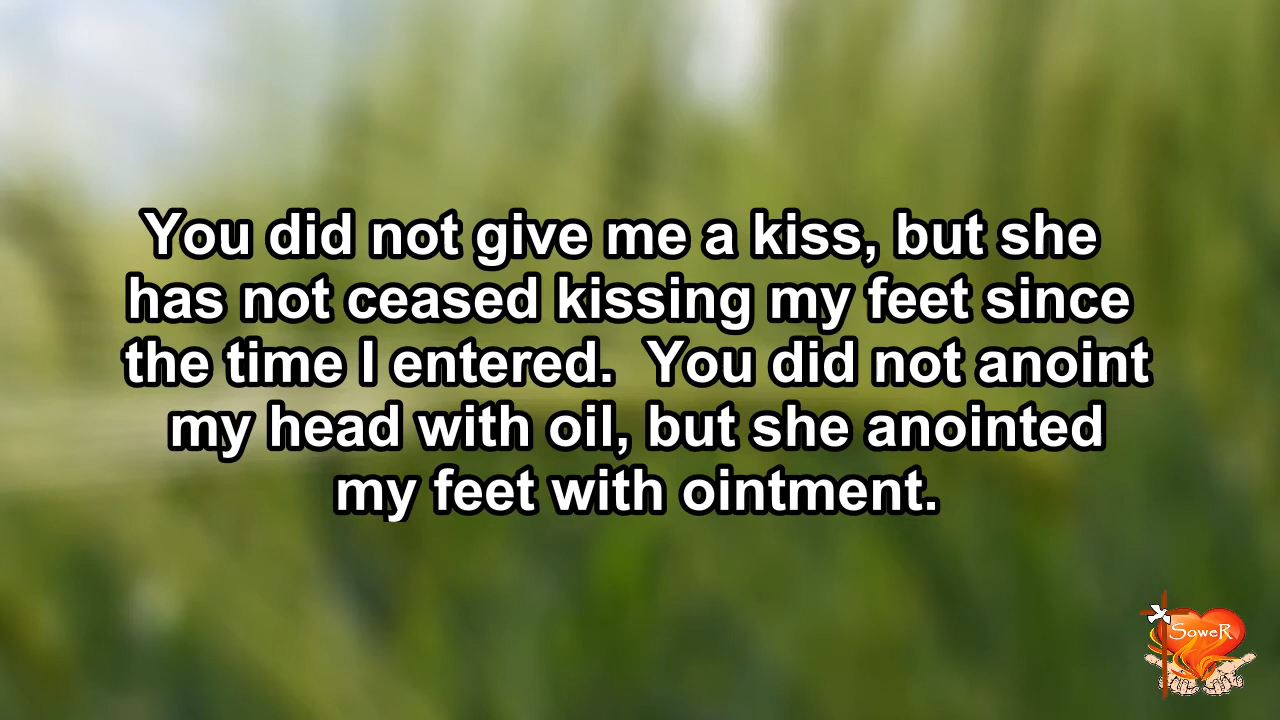 You did not give me a kiss, but she
has not ceased kissing my feet since
the time I entered.  You did not anoint
my head with oil, but she anointed
my feet with ointment.
SoweR